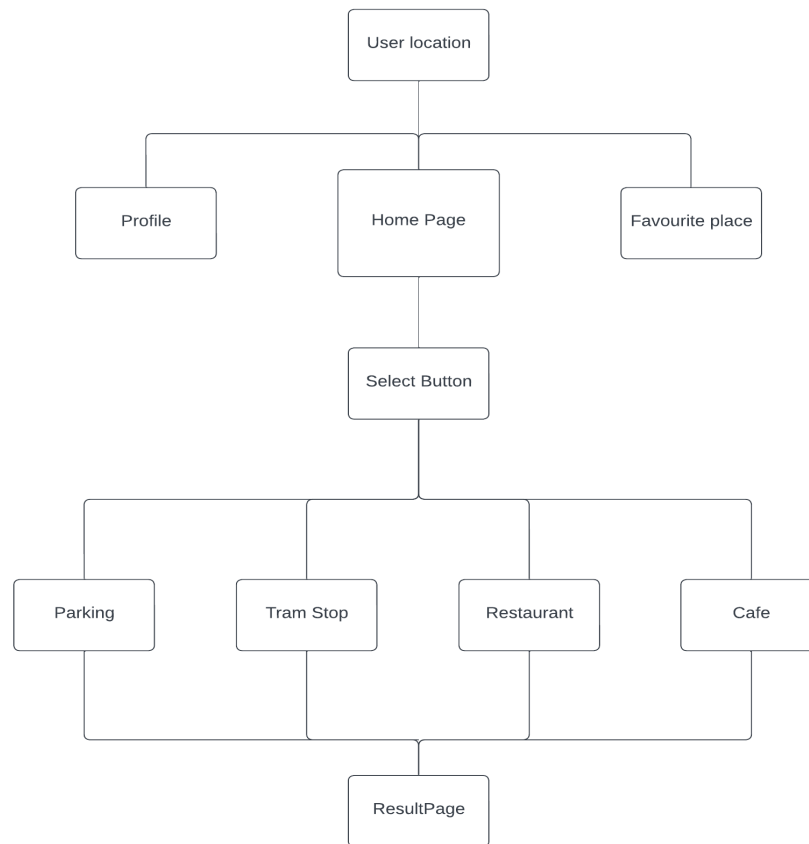 User location
Profile
Home Page
Favourite place
Select Button
Parking
Tram Stop
Restaurant
Cafe
ResultPage